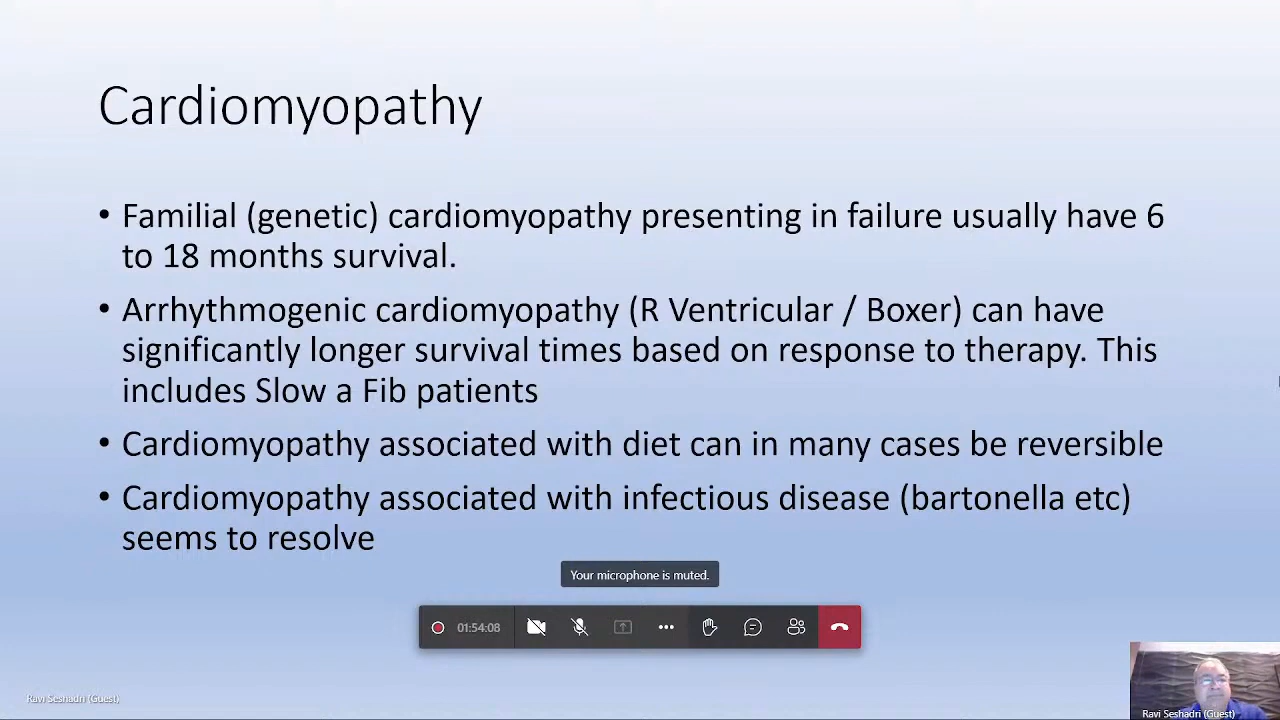 Cardiomyopathy
• Familial (genetic) cardiomyopathy presenting in failure usually have 6
to 18 months survival.
• Arrhythmogenic cardiomyopathy (R Ventricular / Boxer) can have
significantly longer survival times based on response to therapy. This
includes Slow a Fib patients
• Cardiomyopathy associated with diet can in many cases be reversible
• Cardiomyopathy associated with infectious disease (bartonella etc)
seems to resolve
Your microphone is muted.
01:54:08
Ravi Seshadri (Guest)
Ravi Seshadri (Guest)